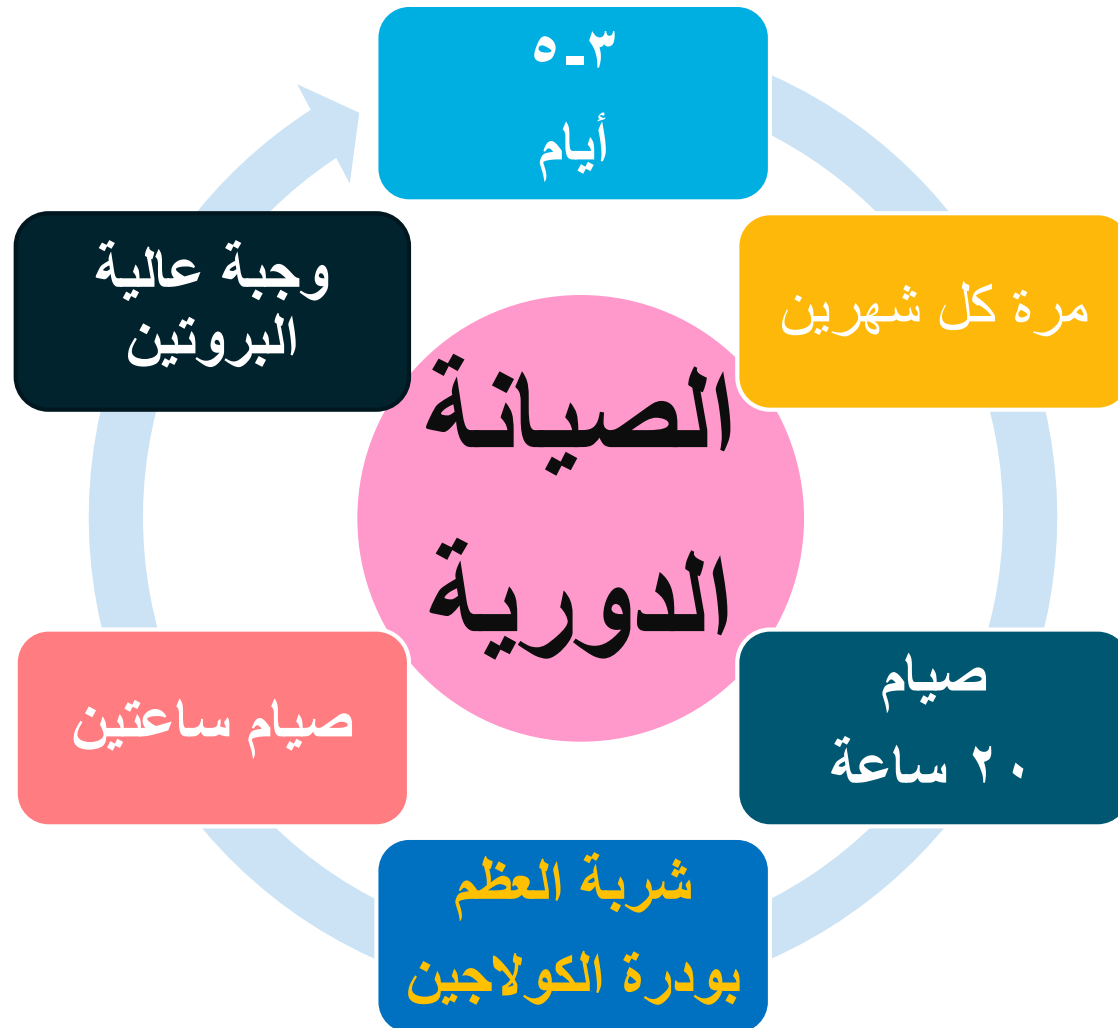 ٣-٥
أيام
مرة كل شهرين
صيام
٢٠ ساعة
شربة العظم
بودرة الكولاجين
صيام ساعتين
وجبة عالية
البروتين
الصيانة
الدورية